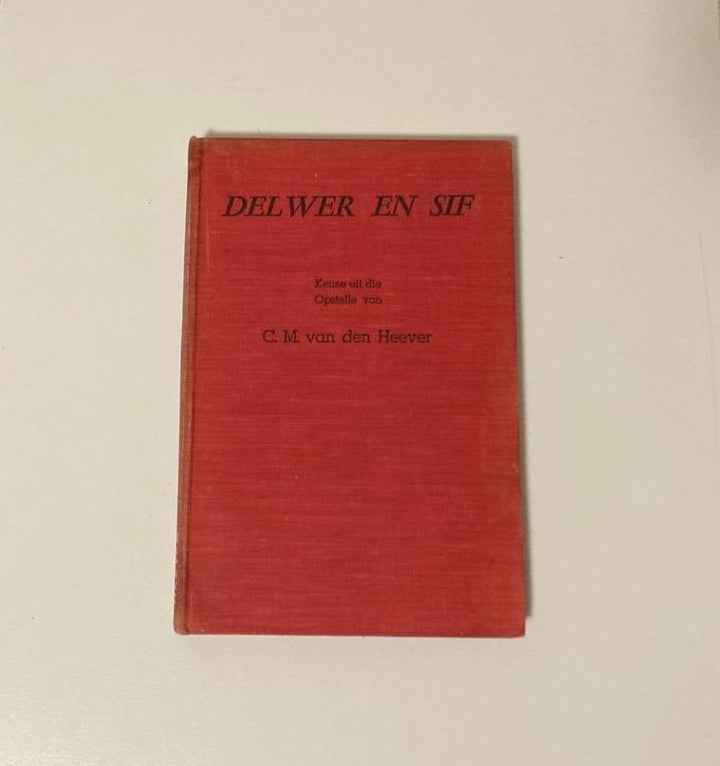 DELWER EN SIF
Keuse uit die
Opstelle van
C. M. van den Heever